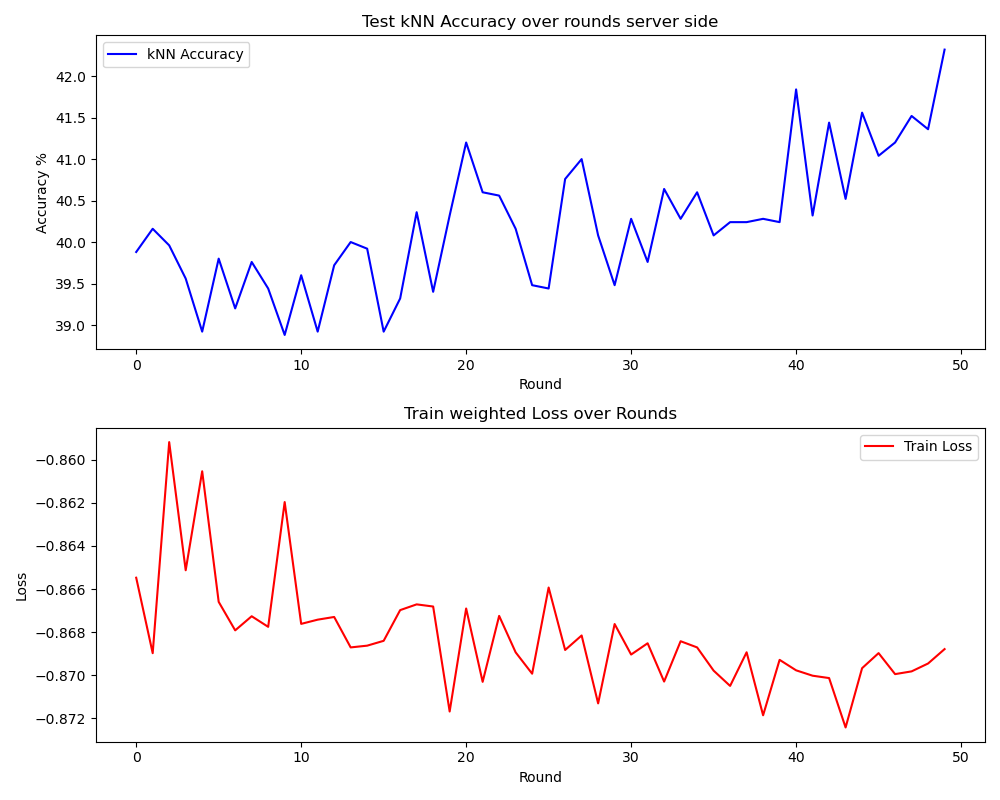 Test kNN Accuracy over rounds server side
kNN Accuracy
Accuracy %
42.0
41.5
41.0
40.5
40.0
39.5
39.0
0 10 20 30 40 50
Round
Train weighted Loss over Rounds
Train Loss
Loss
−0.860
−0.862
−0.864
−0.866
−0.868
−0.870
−0.872
0 10 20 30 40 50
Round